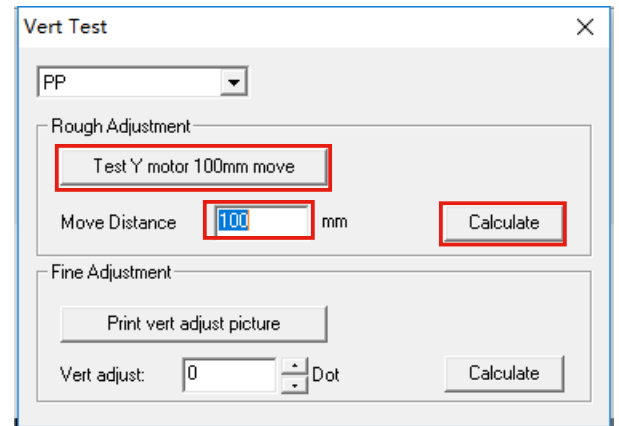 Vert Test
PP
Rough Adjustment
Test Y motor 100mm move
Move Distance 100 mm Calculate
Fine Adjustment
Print vert adjust picture
Vert adjust: 0 Dot Calculate